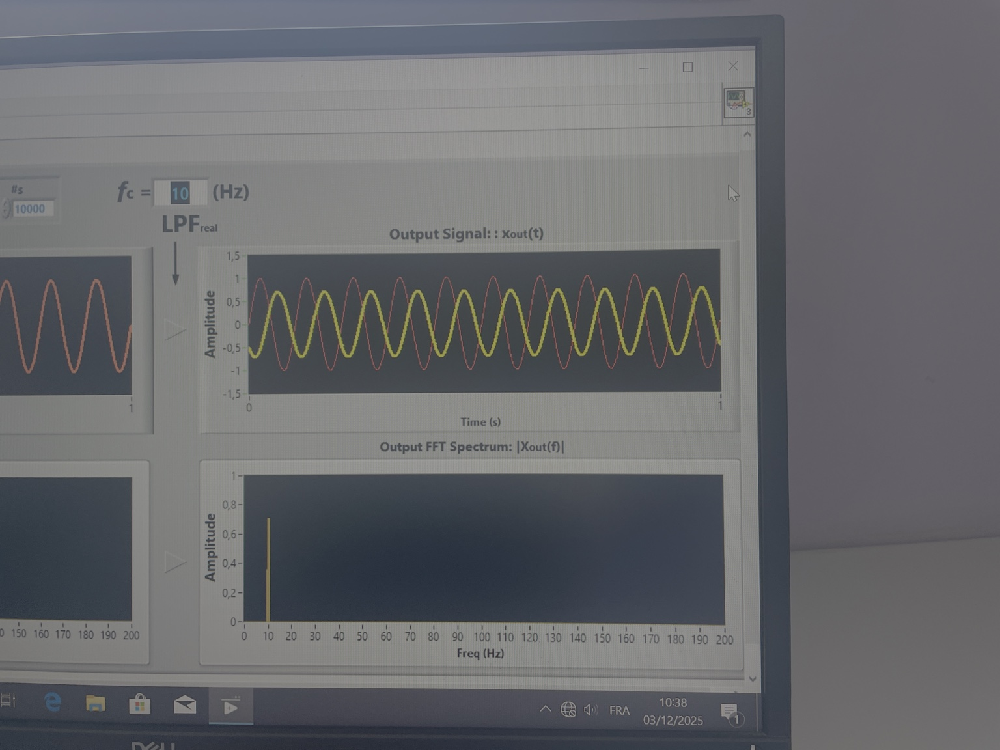 3
#s
10000
fc = 10 (Hz)
LPFreal
Output Signal: : xout(t)
Amplitude
1,5
1
0,5
0
-0,5
-1
-1,5
0
1
1
Time (s)
Output FFT Spectrum: |Xout(f)|
Amplitude
1
0,8
0,6
0,4
0,2
0
150 160 170 180 190 200
0 10 20 30 40 50 60 70 80 90 100 110 120 130 140 150 160 170 180 190 200
Freq (Hz)
FRA
10:38
03/12/2025
1
DELL